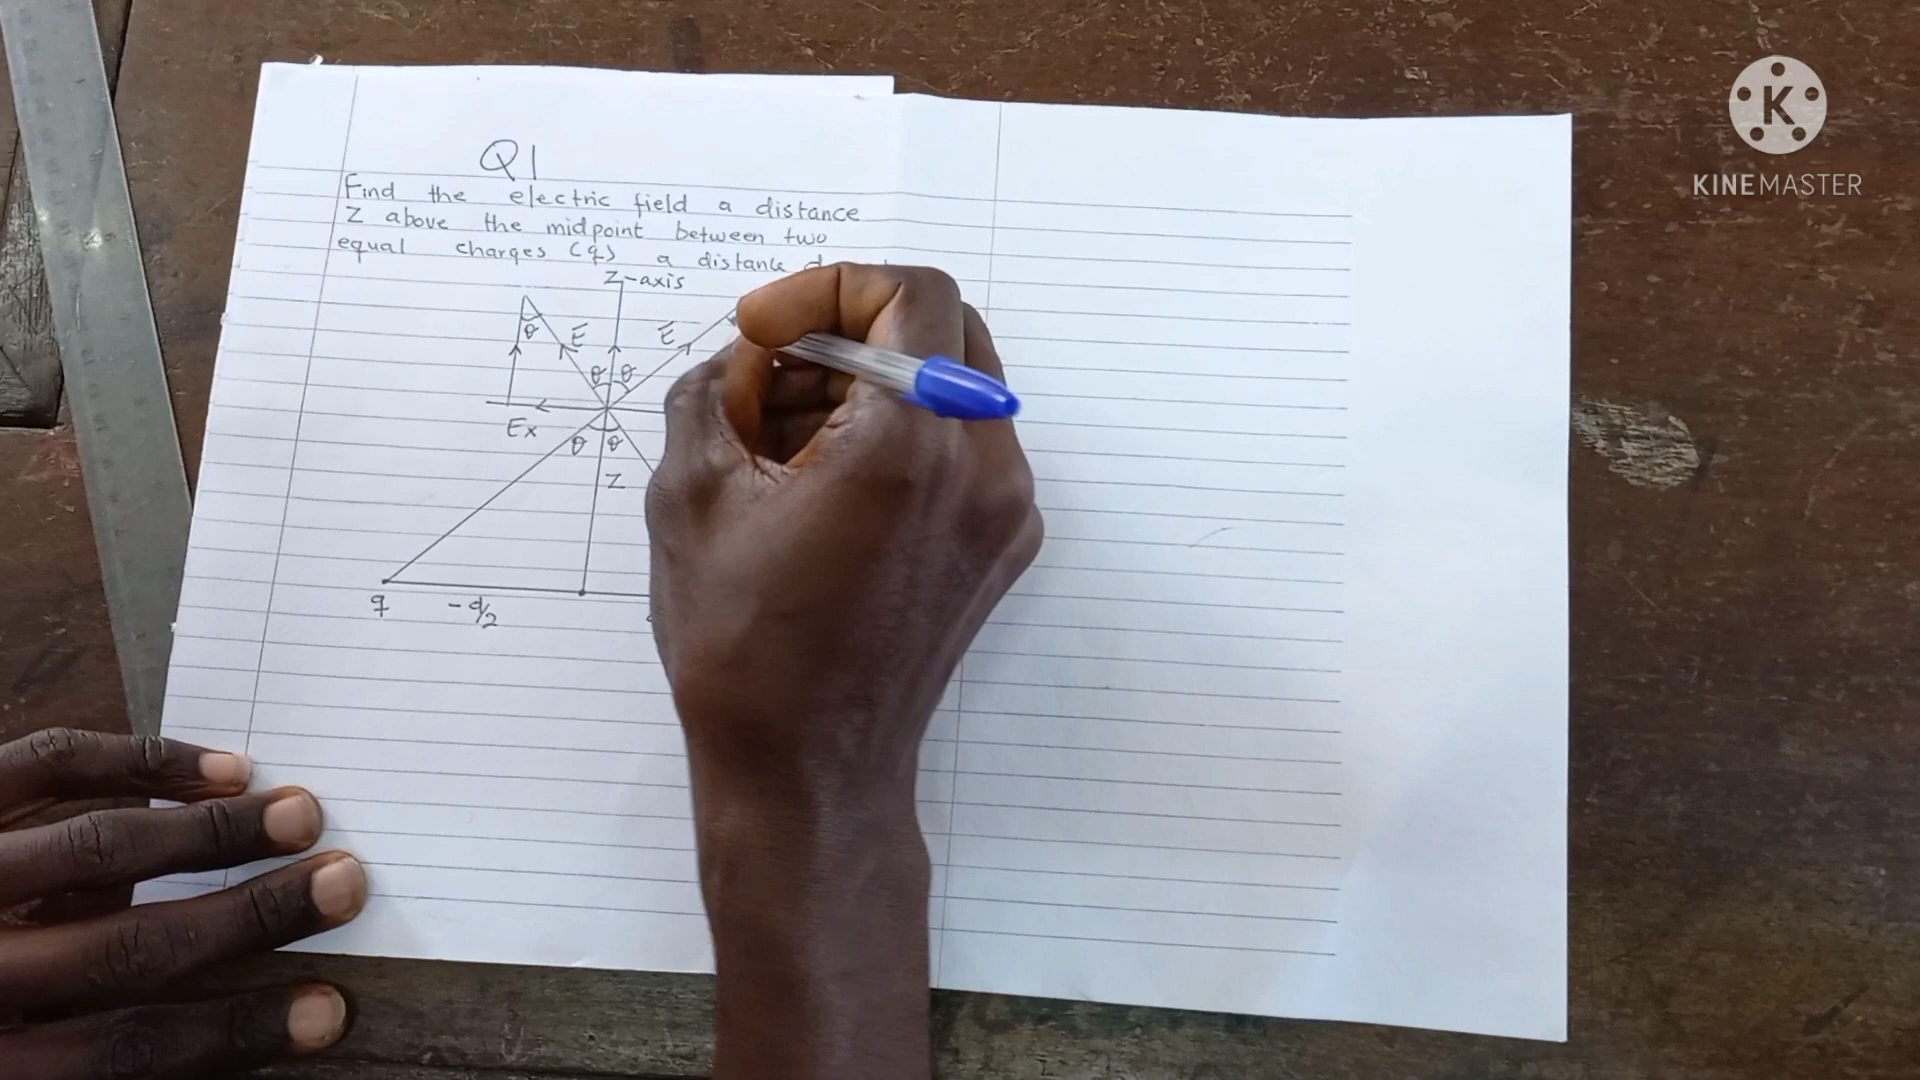 Q1
Find the electric field a distance
Z above the midpoint between two
equal charges (q) a distance d
Z-axis
θ E E
θ θ
Ex
θ θ
Z
q -d/2
K
KINEMASTER